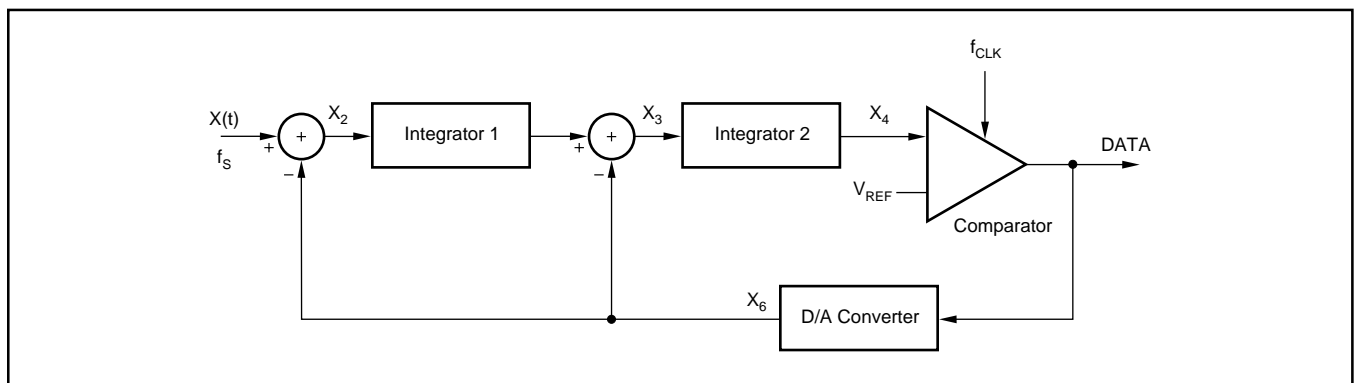 f_CLK
X(t)
X_2
Integrator 1
X_3
Integrator 2
X_4
DATA
+
+
+
+
f_S
−
−
V_REF
Comparator
X_6
D/A Converter